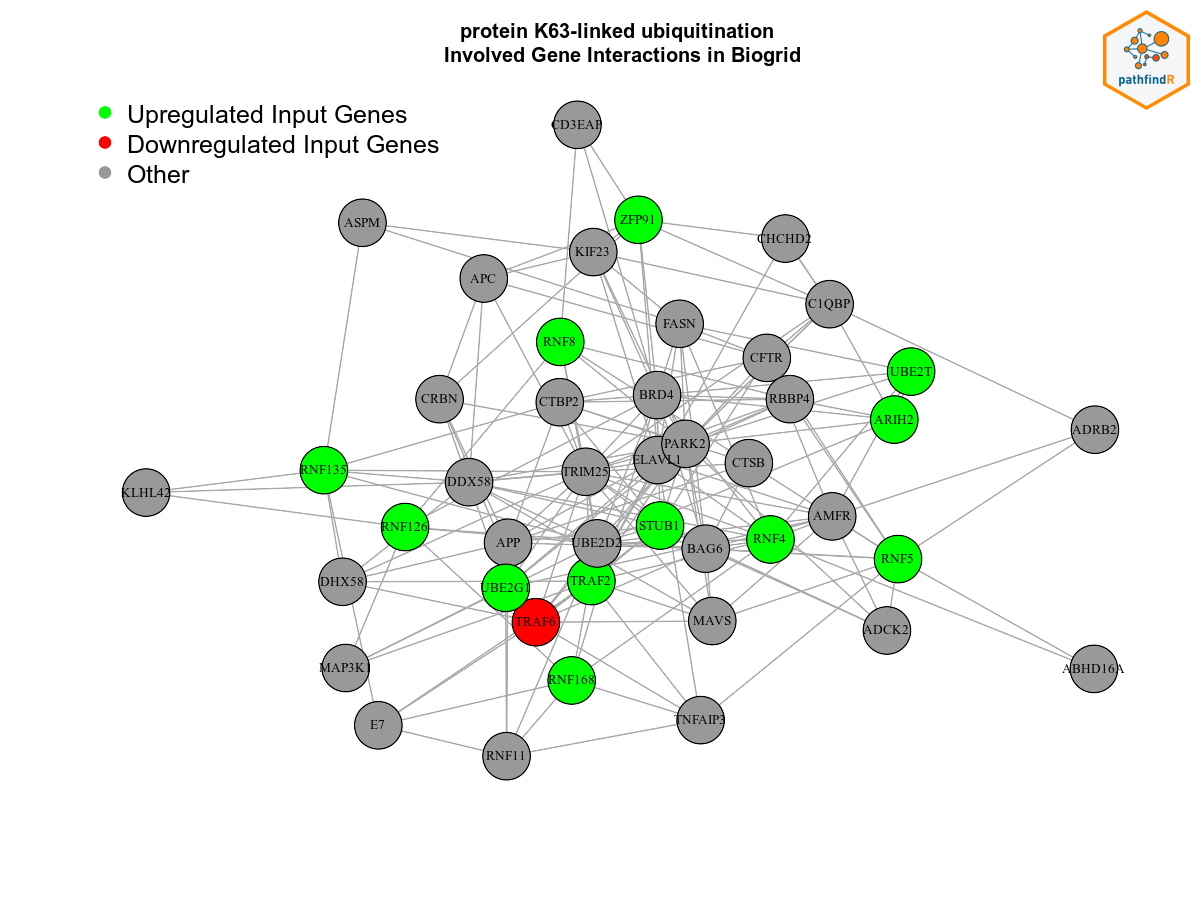 protein K63-linked ubiquitination
Involved Gene Interactions in Biogrid
pathfindR
Upregulated Input Genes
Downregulated Input Genes
Other
CD3EAP
ASPM
ZFP91
CHCHD2
KIF23
APC
C1QBP
FASN
RNF8
CFTR
UBE2T
CRBN
CTBP2
BRD4
RBBP4
ARIH2
ADRB2
PARK2
ELAVL1
CTSB
RNF135
TRIM25
DDX58
KLHL42
RNF126
STUB1
AMFR
APP
UBE2D2
BAG6
RNF4
RNF5
DHX58
UBE2G1
TRAF2
TRAF6
MAVS
ADCK2
MAP3K1
RNF168
ABHD16A
E7
TNFAIP3
RNF11